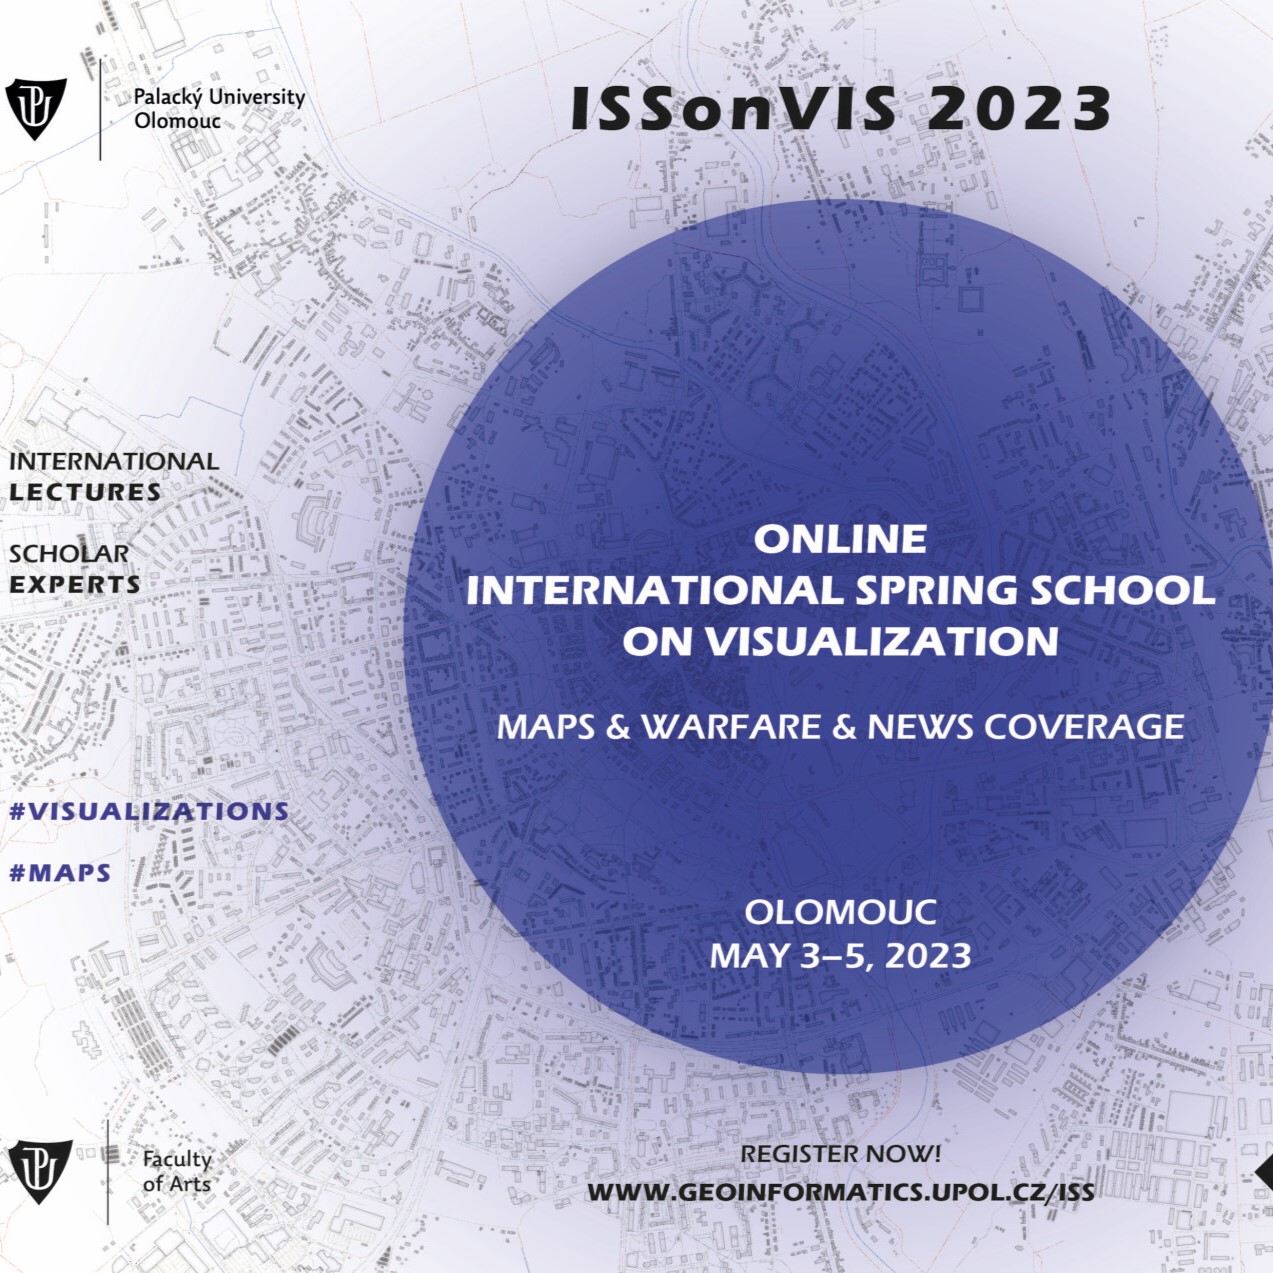 Palacký University
Olomouc
ISSonVIS 2023
INTERNATIONAL
LECTURES
SCHOLAR
EXPERTS
#VISUALIZATIONS
#MAPS
ONLINE
INTERNATIONAL SPRING SCHOOL
ON VISUALIZATION
MAPS & WARFARE & NEWS COVERAGE
OLOMOUC
MAY 3–5, 2023
Faculty
of Arts
REGISTER NOW!
WWW.GEOINFORMATICS.UPOL.CZ/ISS